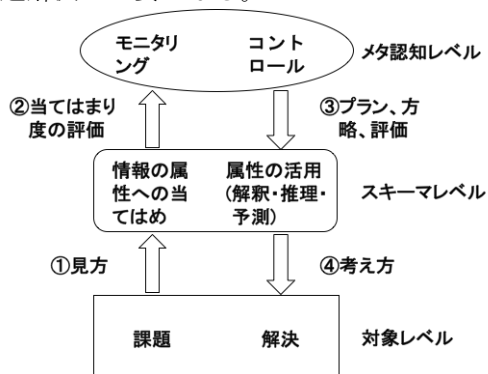 モニタリ コント
ング ロール
メタ認知レベル
②当てはまり
度の評価
③プラン、方
略、評価
情報の属 属性の活用
性への当 (解釈・推理・
てはめ 予測)
スキーマレベル
①見方
④考え方
課題 解決
対象レベル